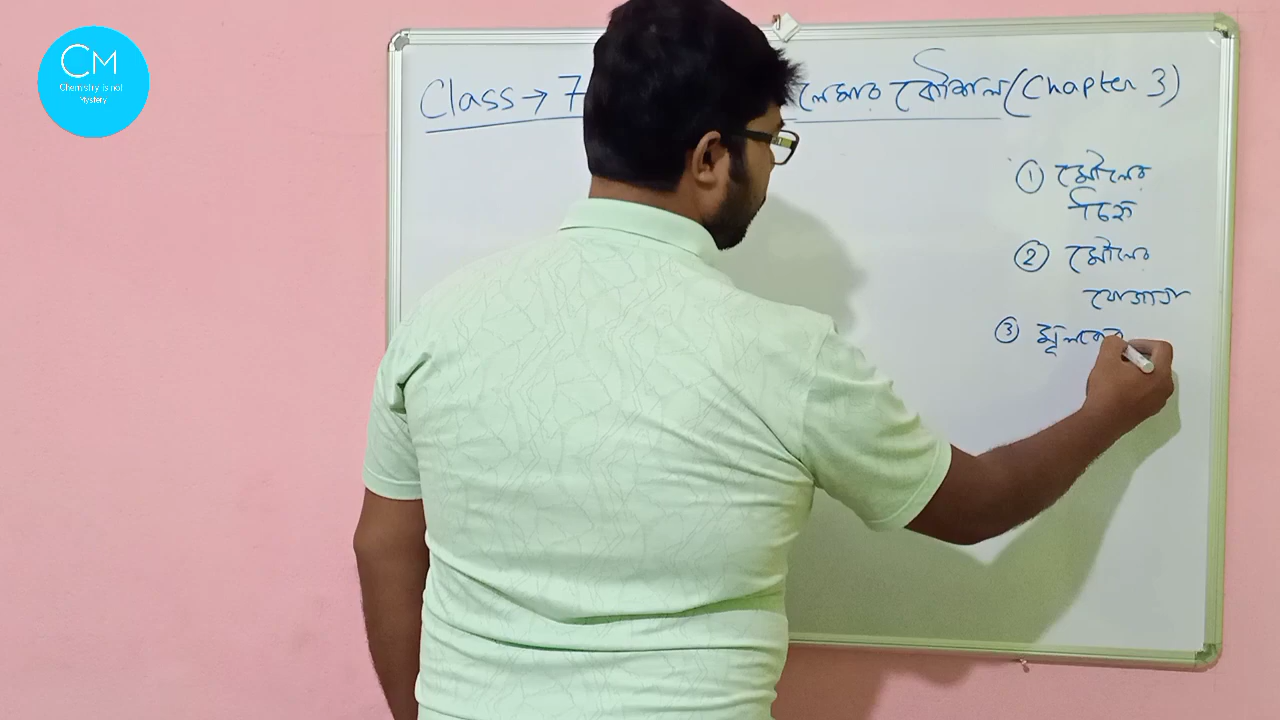 CM
Chemistry is not
Mystery
Class → 7 লেখার কৌশল (Chapter 3)
① মৌলের
চিহ্ন
② মৌলের
যোজ্যতা
③ মূলকের